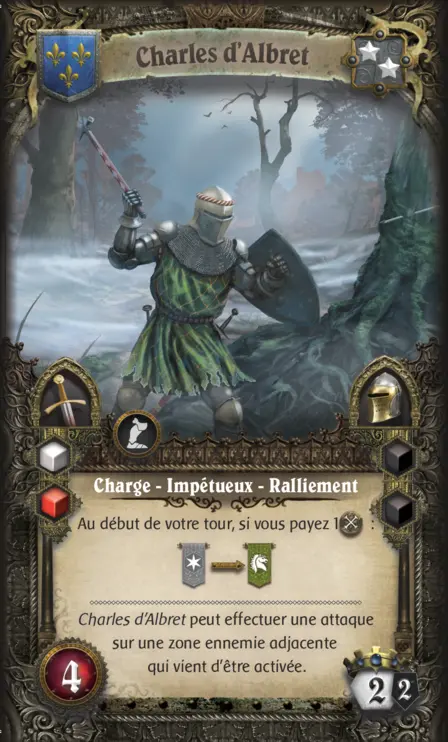 Charles d'Albret
Charge - Impétueux - Ralliement
Au début de votre tour, si vous payez 1 :
Charles d'Albret peut effectuer une attaque
sur une zone ennemie adjacente
qui vient d'être activée.
4
2 2